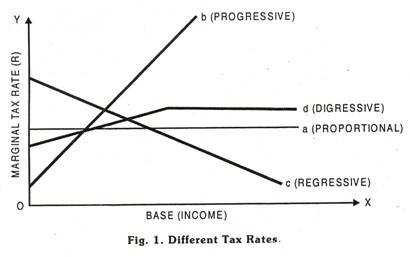 Y
b (PROGRESSIVE)
MARGINAL TAX RATE (R)
d (DIGRESSIVE)
a (PROPORTIONAL)
c (REGRESSIVE)
O
X
BASE (INCOME)
Fig. 1. Different Tax Rates.